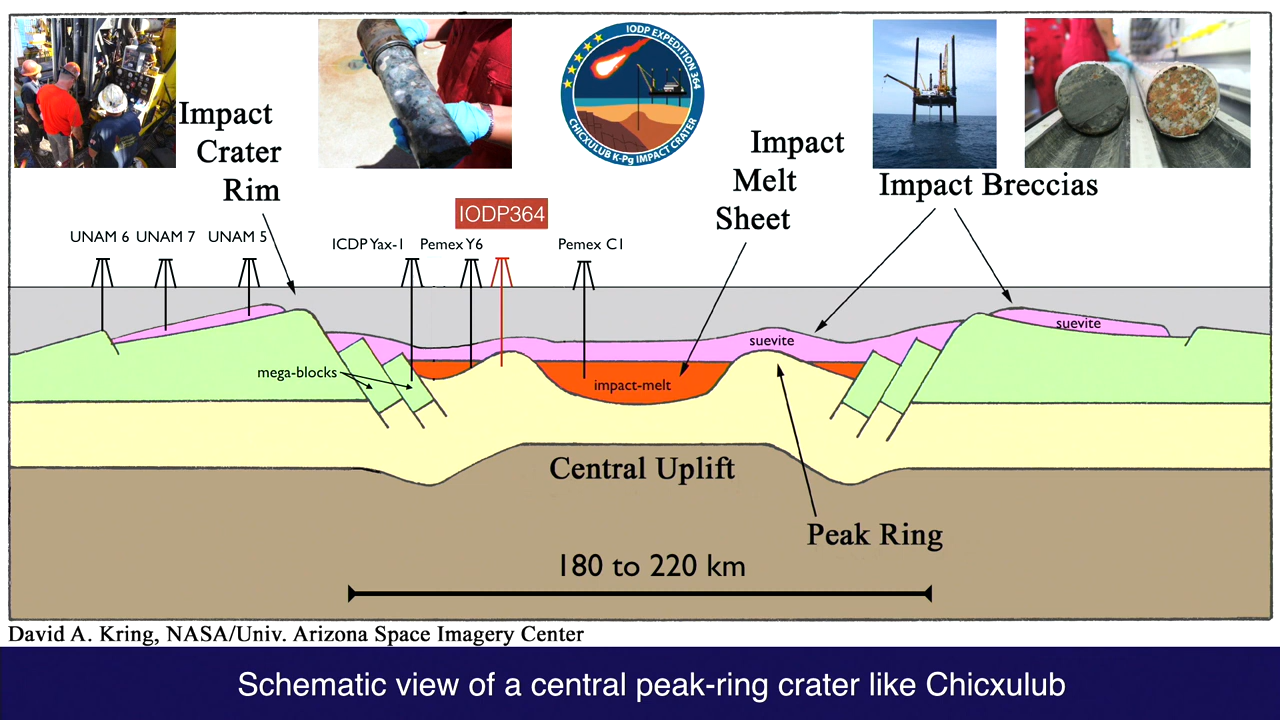 IODP EXPEDITION 364
CHICXULUB K-Pg IMPACT CRATER
Impact
Crater
Rim
Impact
Melt
Sheet
Impact Breccias
IODP364
UNAM 6
UNAM 7
UNAM 5
ICDP Yax-1
Pemex Y6
Pemex C1
suevite
suevite
mega-blocks
impact-melt
Central Uplift
Peak Ring
180 to 220 km
David A. Kring, NASA/Univ. Arizona Space Imagery Center
Schematic view of a central peak-ring crater like Chicxulub